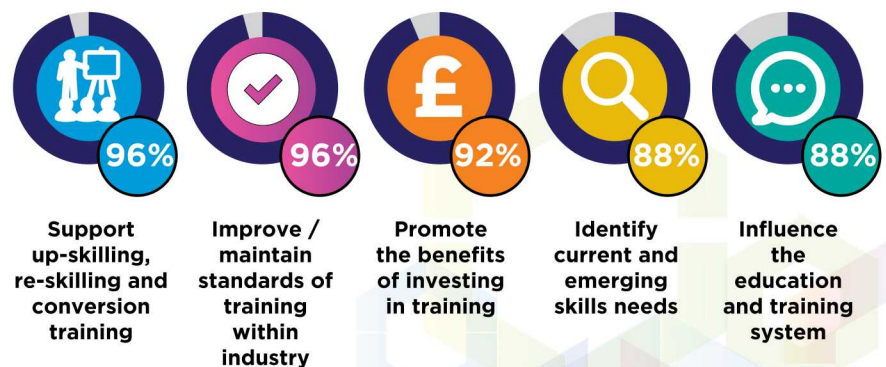 96%
Support
up-skilling,
re-skilling and
conversion
training
96%
Improve /
maintain
standards of
training
within
industry
£
92%
Promote
the benefits
of investing
in training
88%
Identify
current and
emerging
skills needs
88%
Influence
the
education
and training
system